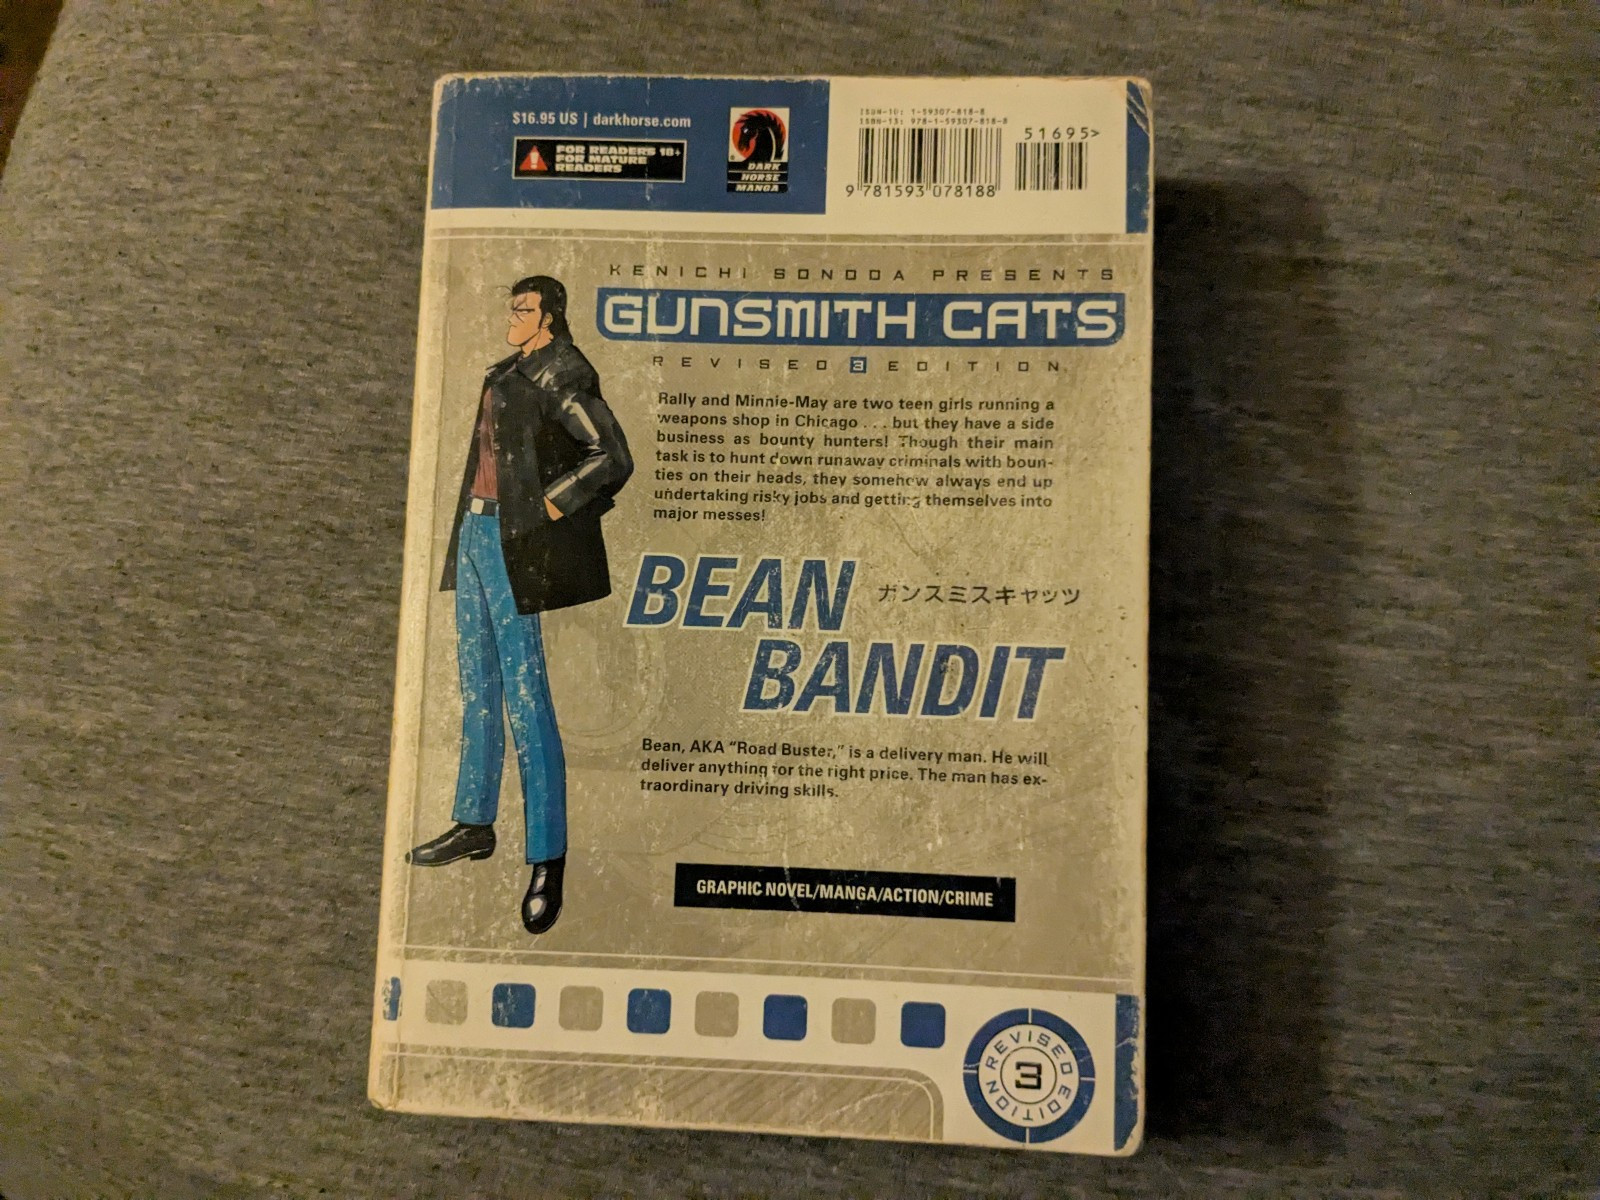 $16.95 US | darkhorse.com
FOR READERS 18+
FOR MATURE
READERS
DARK
HORSE
MANGA
ISBN-10: 1-59307-818-8
ISBN-13: 978-1-59307-818-8
51695>
9 781593 078188
KENICHI SONODA PRESENTS
GUNSMITH CATS
REVISED 3 EDITION
Rally and Minnie-May are two teen girls running a
weapons shop in Chicago . . . but they have a side
business as bounty hunters! Though their main
task is to hunt down runaway criminals with boun-
ties on their heads, they somehow always end up
undertaking risky jobs and getting themselves into
major messes!
BEAN
ガンスミスキャッツ
BANDIT
Bean, AKA “Road Buster,” is a delivery man. He will
deliver anything for the right price. The man has ex-
traordinary driving skills.
GRAPHIC NOVEL/MANGA/ACTION/CRIME
REVISED EDITION
3